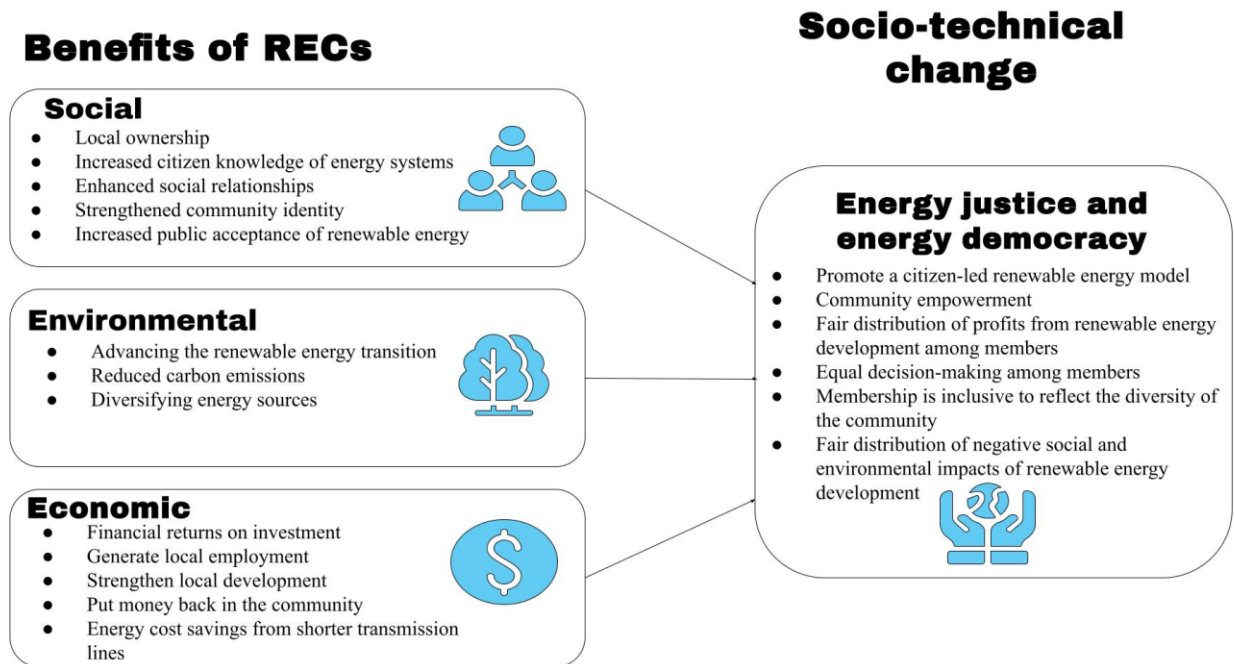 Benefits of RECs
Social
● Local ownership
● Increased citizen knowledge of energy systems
● Enhanced social relationships
● Strengthened community identity
● Increased public acceptance of renewable energy
Environmental
● Advancing the renewable energy transition
● Reduced carbon emissions
● Diversifying energy sources
Economic
● Financial returns on investment
● Generate local employment
● Strengthen local development
● Put money back in the community
● Energy cost savings from shorter transmission
lines
$
Socio-technical
change
Energy justice and
energy democracy
● Promote a citizen-led renewable energy model
● Community empowerment
● Fair distribution of profits from renewable energy
development among members
● Equal decision-making among members
● Membership is inclusive to reflect the diversity of
the community
● Fair distribution of negative social and
environmental impacts of renewable energy
development